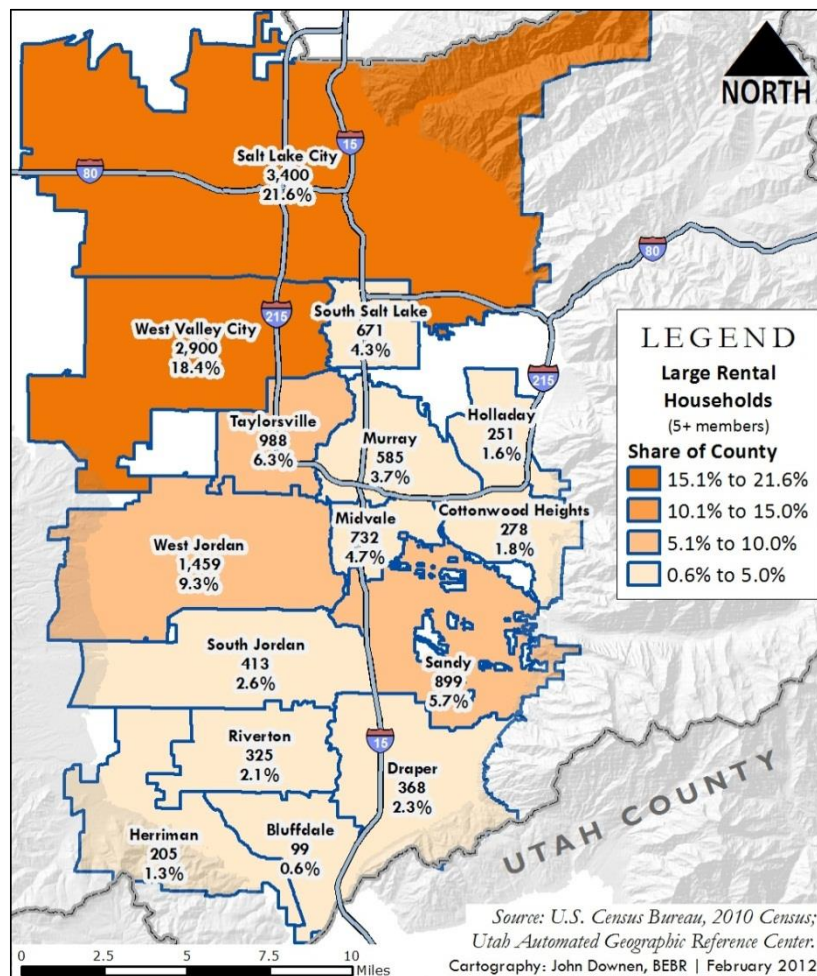 NORTH
15
Salt Lake City
3,400
21.6%
80
80
215
West Valley City
2,900
18.4%
South Salt Lake
671
4.3%
LEGEND
Large Rental
Households
(5+ members)
Share of County
15.1% to 21.6%
10.1% to 15.0%
5.1% to 10.0%
0.6% to 5.0%
215
Taylorsville
988
6.3%
Murray
585
3.7%
Holladay
251
1.6%
West Jordan
1,459
9.3%
Midvale
732
4.7%
Cottonwood Heights
278
1.8%
South Jordan
413
2.6%
Sandy
899
5.7%
Riverton
325
2.1%
15
Draper
368
2.3%
Herriman
205
1.3%
Bluffdale
99
0.6%
UTAH COUNTY
Source: U.S. Census Bureau, 2010 Census;
Utah Automated Geographic Reference Center.
Cartography: John Downen, BEBR | February 2012
0 2.5 5 7.5 10
Miles